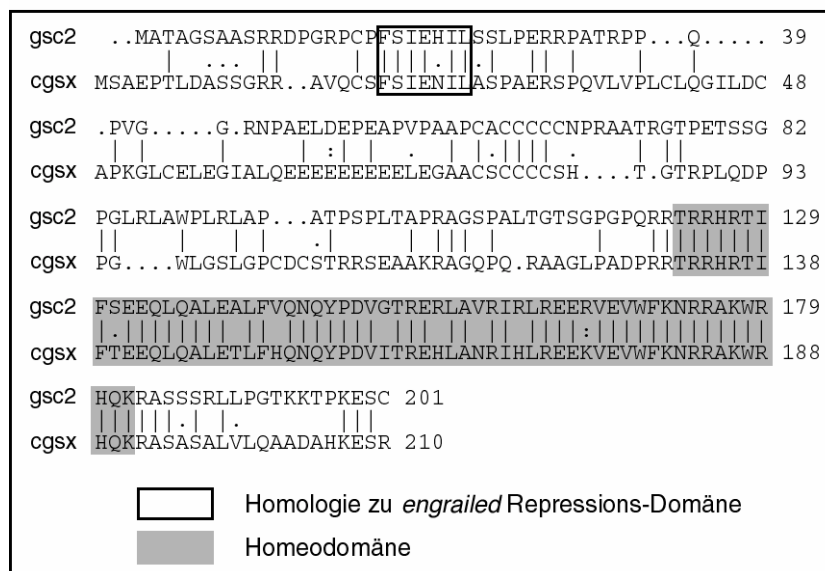 gsc2 ..MATAGSAASRRDPGRPCPFSIEHILSSLPERRPATRPP...Q..... 39
cgsx MSAEPTLDASSGRR..AVQCSFSIENILASPAERSPQVLVPLCLQGILDC 48
gsc2 .PVG.....G.RNPAELDEPEAPVPAAPCACCCCCNPRAATRGTPETSSG 82
cgsx APKGLCELEGIALQEEEEEEEEELEGAACSCCCCSH....T.GTRPLQDP 93
gsc2 PGLRLAWPLRLAP...ATPSPLTAPRAGSPALTGTSGPGPQRRTRRHRTI 129
cgsx PG....WLGSLGPCDCSTRRSEAAKRAGQPQ.RAAGLPADPRRTRRHRTI 138
gsc2 FSEEQLQALEALFVQNQYPDVGTRERLAVRIRLREERVEVWFKNRRAKWR 179
cgsx FTEEQLQALETLFHQNQYPDVITREHLANRIHLREEKVEVWFKNRRAKWR 188
gsc2 HQKRASSSRLLPGTKKTPKESC 201
cgsx HQKRASASALVLQAADAHKESR 210
Homologie zu engrailed Repressions-Domäne
Homeodomäne